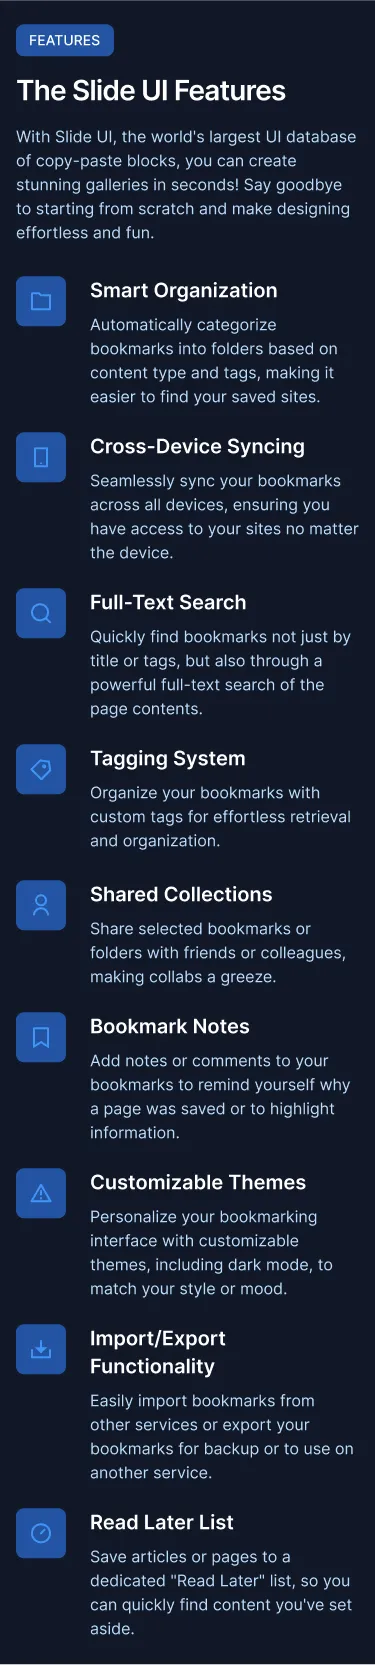 FEATURES
The Slide UI Features
With Slide UI, the world's largest UI database
of copy-paste blocks, you can create
stunning galleries in seconds! Say goodbye
to starting from scratch and make designing
effortless and fun.
Smart Organization
Automatically categorize
bookmarks into folders based on
content type and tags, making it
easier to find your saved sites.
Cross-Device Syncing
Seamlessly sync your bookmarks
across all devices, ensuring you
have access to your sites no matter
the device.
Full-Text Search
Quickly find bookmarks not just by
title or tags, but also through a
powerful full-text search of the
page contents.
Tagging System
Organize your bookmarks with
custom tags for effortless retrieval
and organization.
Shared Collections
Share selected bookmarks or
folders with friends or colleagues,
making collabs a greeze.
Bookmark Notes
Add notes or comments to your
bookmarks to remind yourself why
a page was saved or to highlight
information.
Customizable Themes
Personalize your bookmarking
interface with customizable
themes, including dark mode, to
match your style or mood.
Import/Export
Functionality
Easily import bookmarks from
other services or export your
bookmarks for backup or to use on
another service.
Read Later List
Save articles or pages to a
dedicated "Read Later" list, so you
can quickly find content you've set
aside.